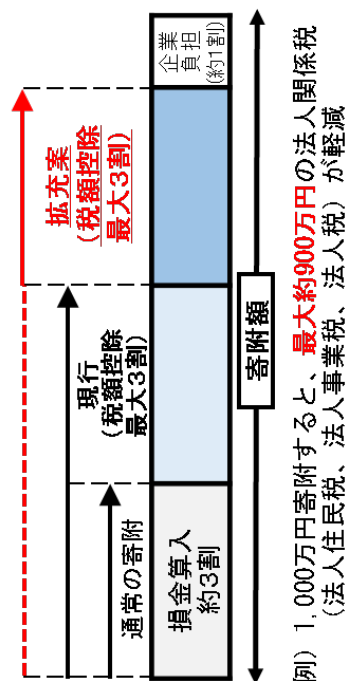 拡充案
(税額控除
最大3割)
現行
(税額控除
最大3割)
通常の寄附
損金算入
約3割
企業
負担
(約1割)
寄附額
例) 1,000万円寄附すると、最大約900万円の法人関係税
(法人住民税、法人事業税、法人税) が軽減